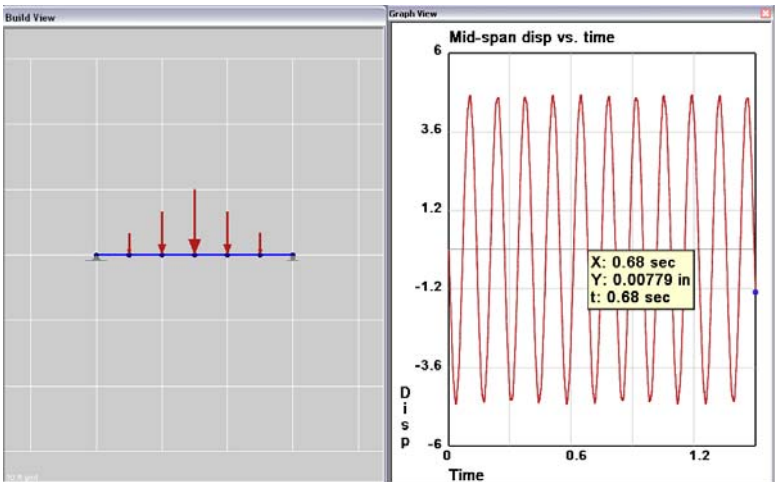 Build View
Graph View
Mid-span disp vs. time
6
3.6
1.2
-1.2
-3.6
-6
X: 0.68 sec
Y: 0.00779 in
t: 0.68 sec
D
i
s
p
0
0.6
1.2
Time